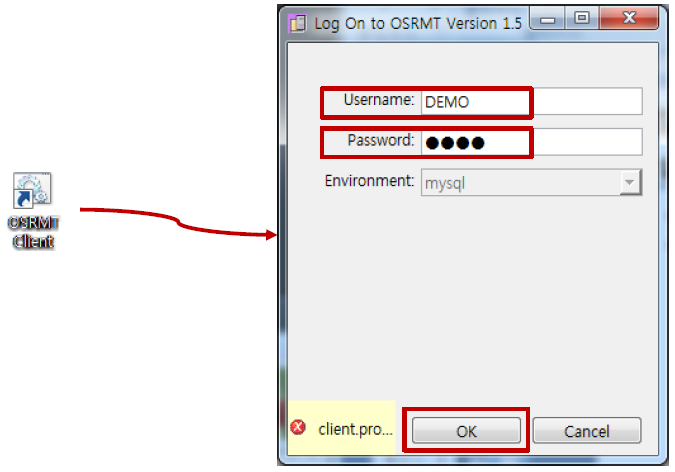 Log On to OSRMT Version 1.5
Username: DEMO
Password: ●●●●
Environment: mysql
OSRMT
Client
client.pro...
OK
Cancel